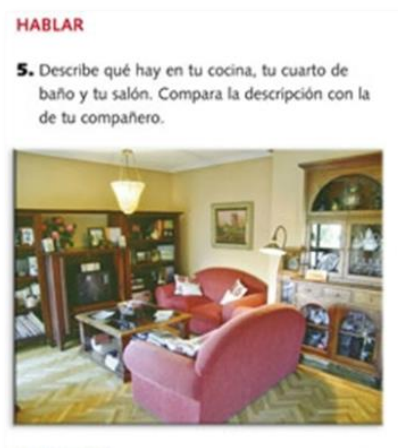 HABLAR
5. Describe qué hay en tu cocina, tu cuarto de
baño y tu salón. Compara la descripción con la
de tu compañero.